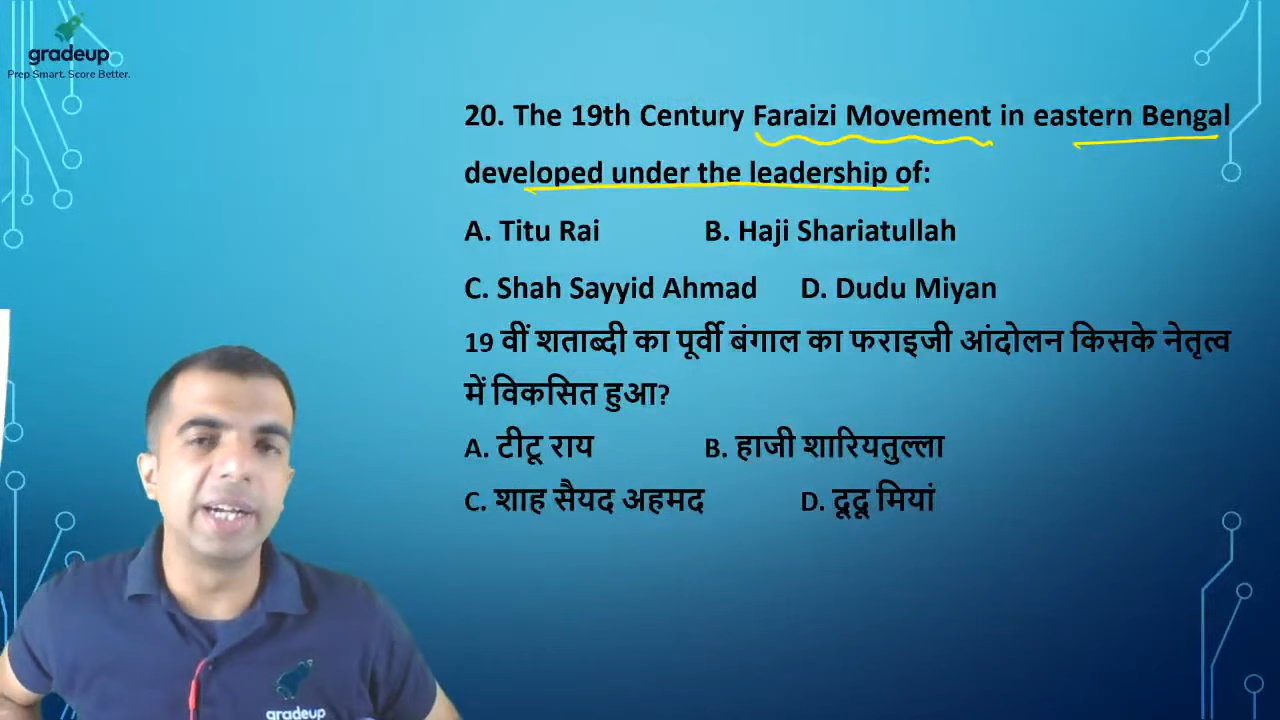 gradeup
Prep Smart. Score Better.
20. The 19th Century Faraizi Movement in eastern Bengal
developed under the leadership of:
A. Titu Rai B. Haji Shariatullah
C. Shah Sayyid Ahmad D. Dudu Miyan
19 वीं शताब्दी का पूर्वी बंगाल का फराइजी आंदोलन किसके नेतृत्व
में विकसित हुआ?
A. टीटू राय B. हाजी शारियतुल्ला
C. शाह सैयद अहमद D. दूदू मियां
gradeup